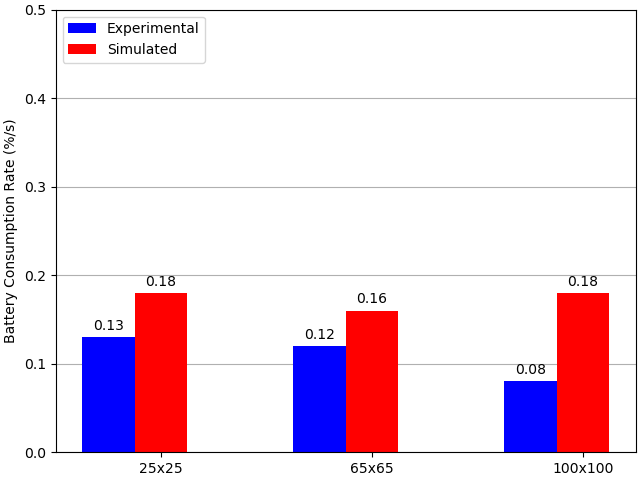 Experimental
Simulated
Battery Consumption Rate (%/s)
0.5
0.4
0.3
0.2
0.1
0.0
0.13
0.18
0.12
0.16
0.08
0.18
25x25
65x65
100x100